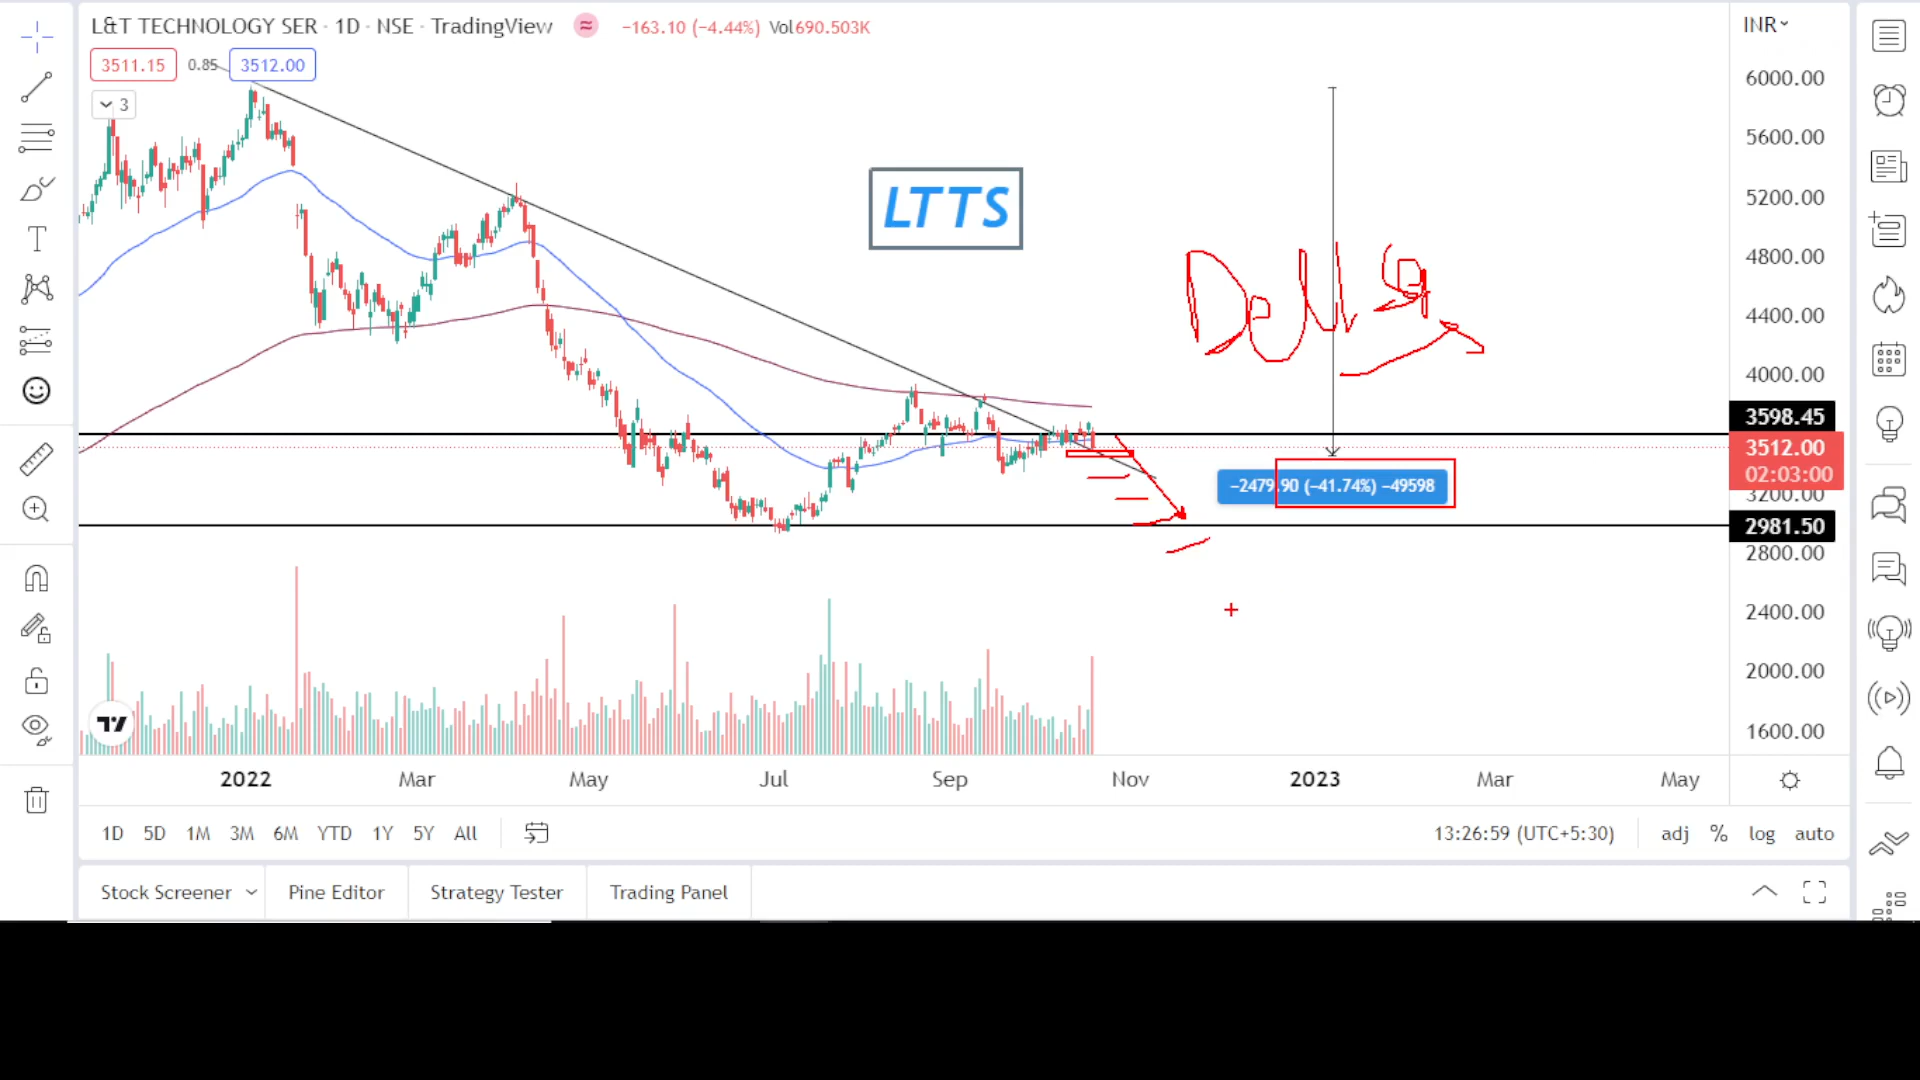 L&T TECHNOLOGY SER · 1D · NSE · TradingView ≈ −163.10 (−4.44%) Vol690.503K
INR
3511.15 0.85 3512.00
3
LTTS
6000.00
5600.00
5200.00
4800.00
4400.00
4000.00
3598.45
3512.00
02:03:00
3200.00
2981.50
2800.00
2400.00
2000.00
1600.00
−2479.90 (−41.74%) −49598
2022 Mar May Jul Sep Nov 2023 Mar May
1D 5D 1M 3M 6M YTD 1Y 5Y All
13:26:59 (UTC+5:30) adj % log auto
Stock Screener Pine Editor Strategy Tester Trading Panel